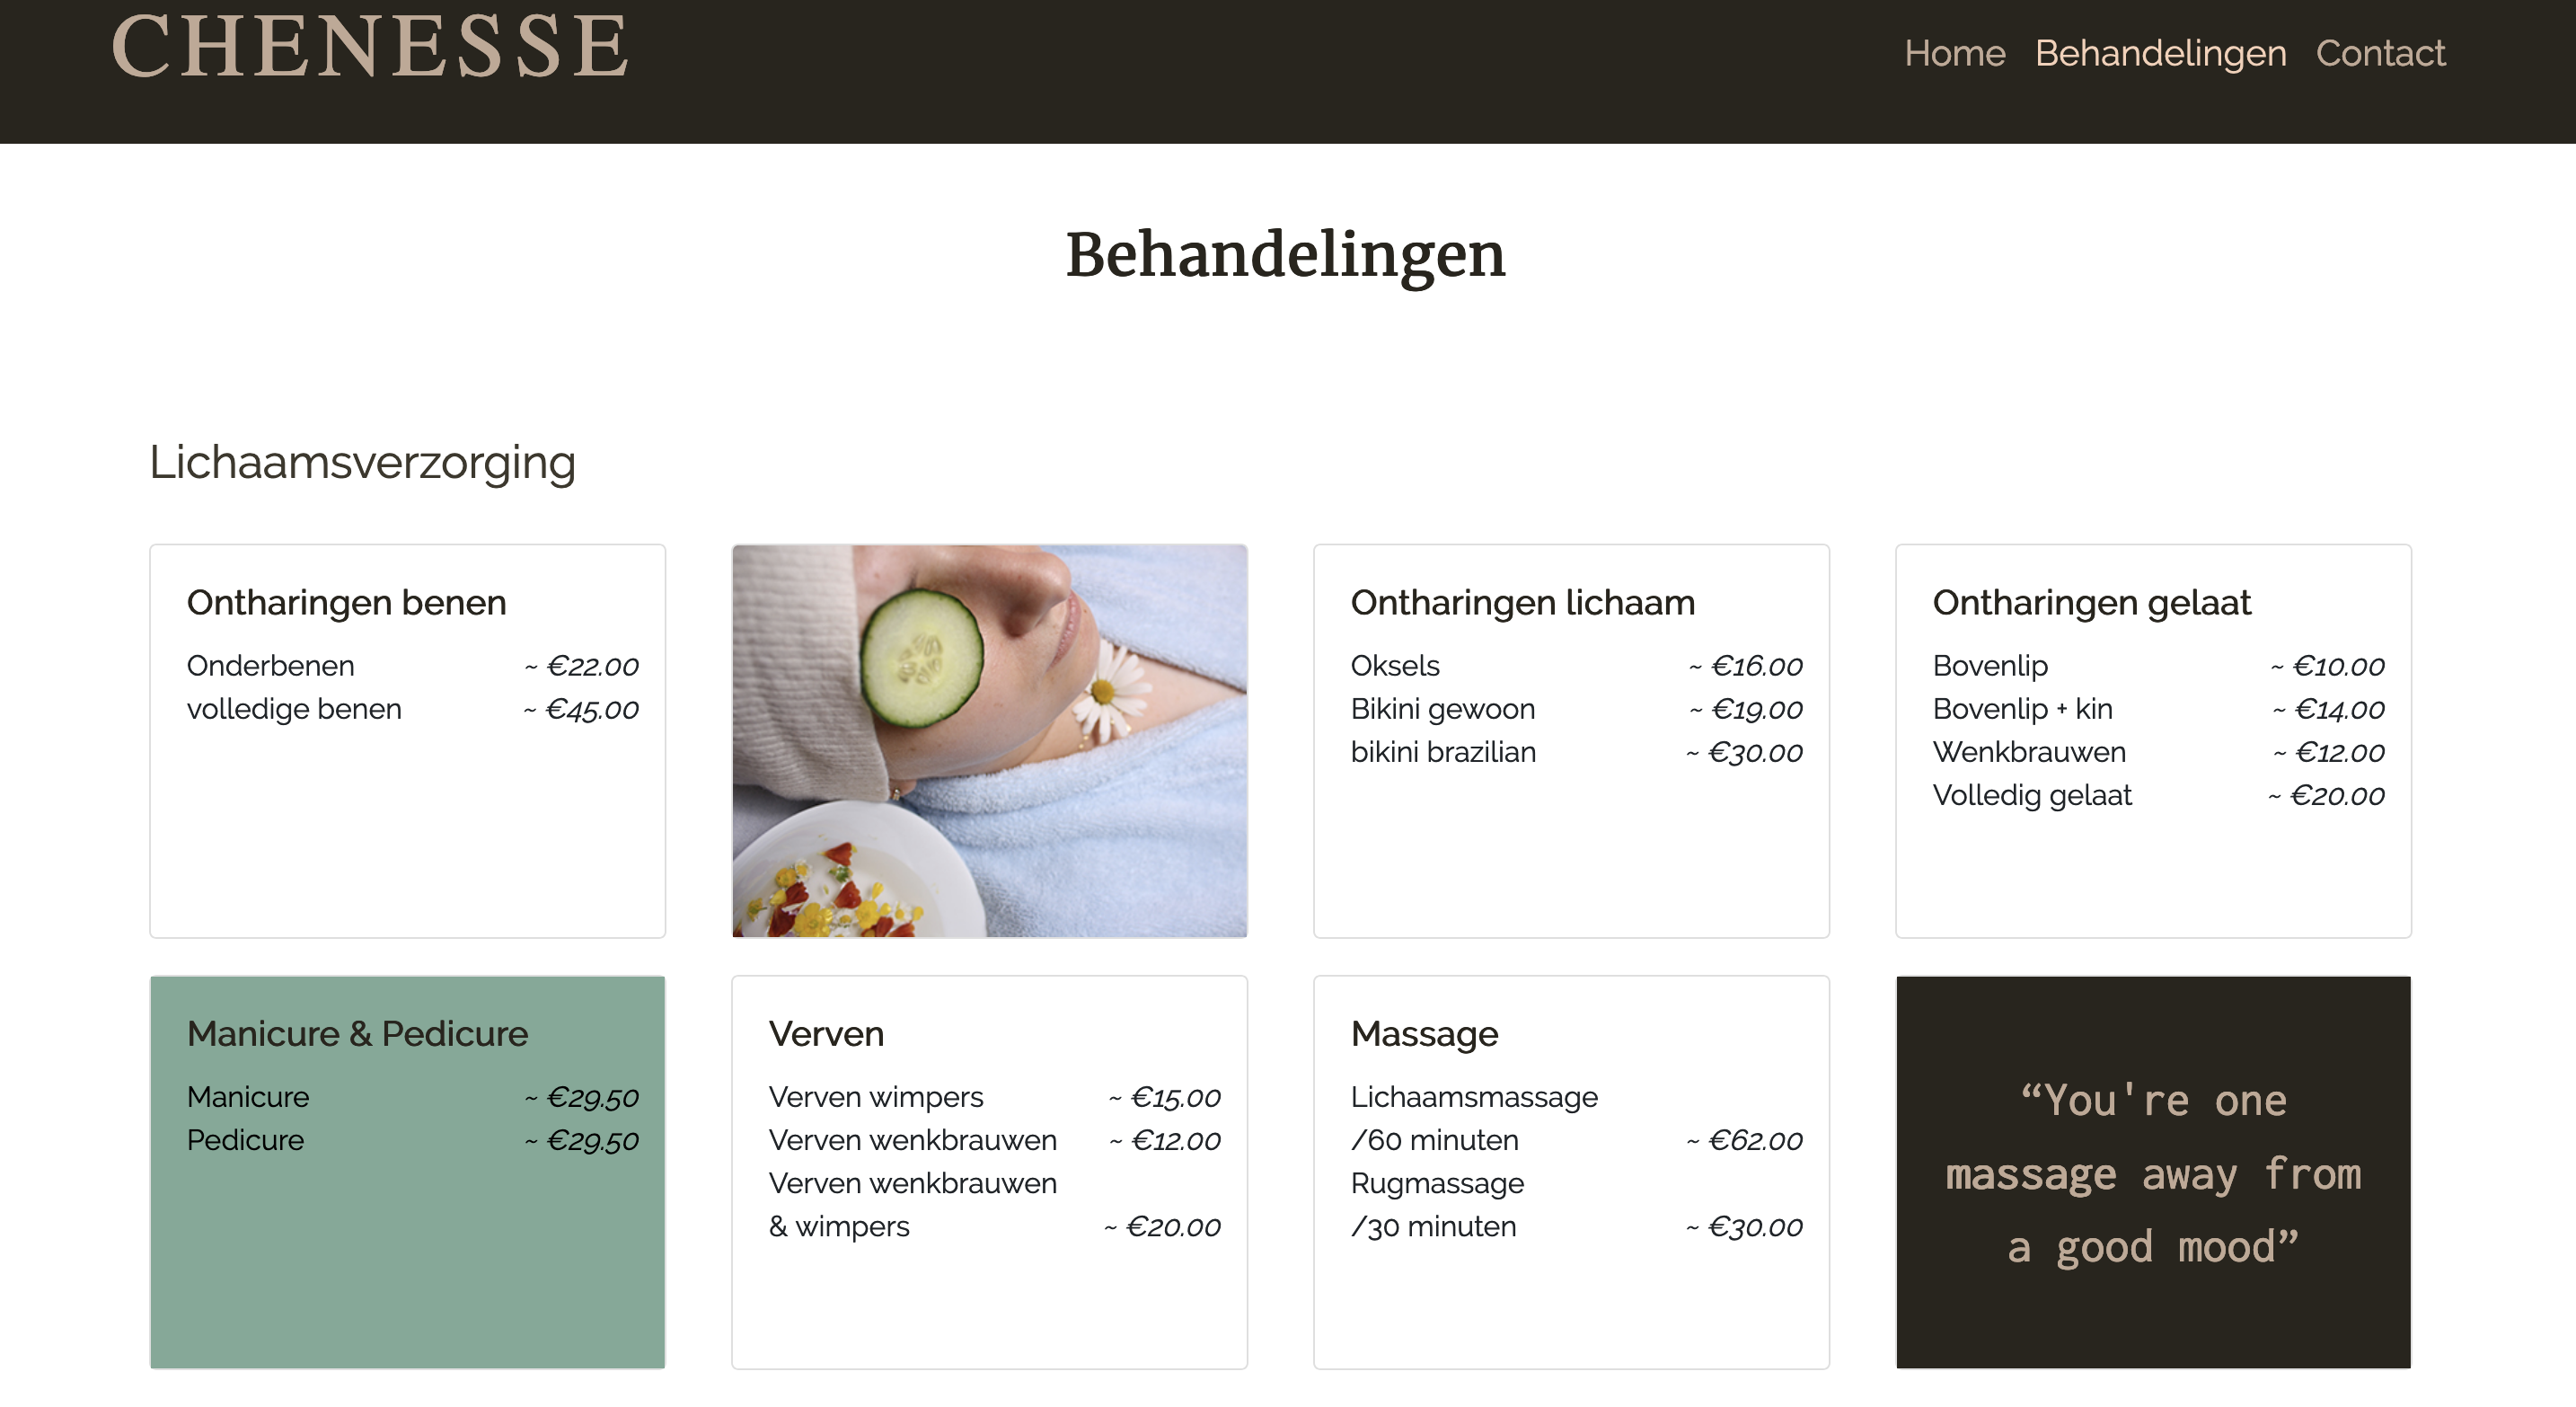 CHENESSE
Home Behandelingen Contact
Behandelingen
Lichaamsverzorging
Ontharingen benen
Onderbenen ~ €22.00
volledige benen ~ €45.00
Ontharingen lichaam
Oksels ~ €16.00
Bikini gewoon ~ €19.00
bikini brazilian ~ €30.00
Ontharingen gelaat
Bovenlip ~ €10.00
Bovenlip + kin ~ €14.00
Wenkbrauwen ~ €12.00
Volledig gelaat ~ €20.00
Manicure & Pedicure
Manicure ~ €29.50
Pedicure ~ €29.50
Verven
Verven wimpers ~ €15.00
Verven wenkbrauwen ~ €12.00
Verven wenkbrauwen
& wimpers ~ €20.00
Massage
Lichaamsmassage
/60 minuten ~ €62.00
Rugmassage
/30 minuten ~ €30.00
“You're one
massage away from
a good mood”